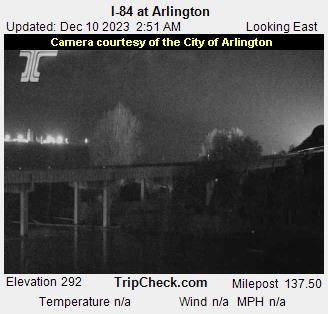 I-84 at Arlington
Updated: Dec 10 2023 2:51 AM Looking East
Camera courtesy of the City of Arlington
Elevation 292 TripCheck.com Milepost 137.50
Temperature n/a Wind n/a MPH n/a